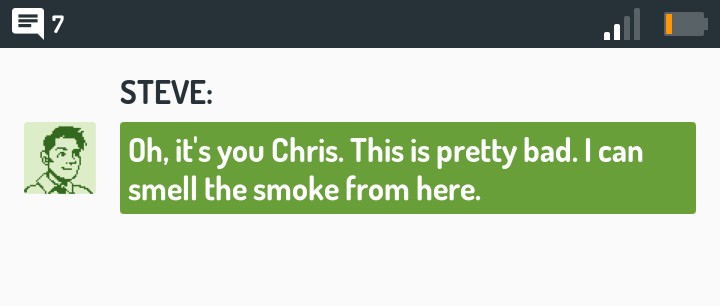 7
STEVE:
Oh, it's you Chris. This is pretty bad. I can
smell the smoke from here.